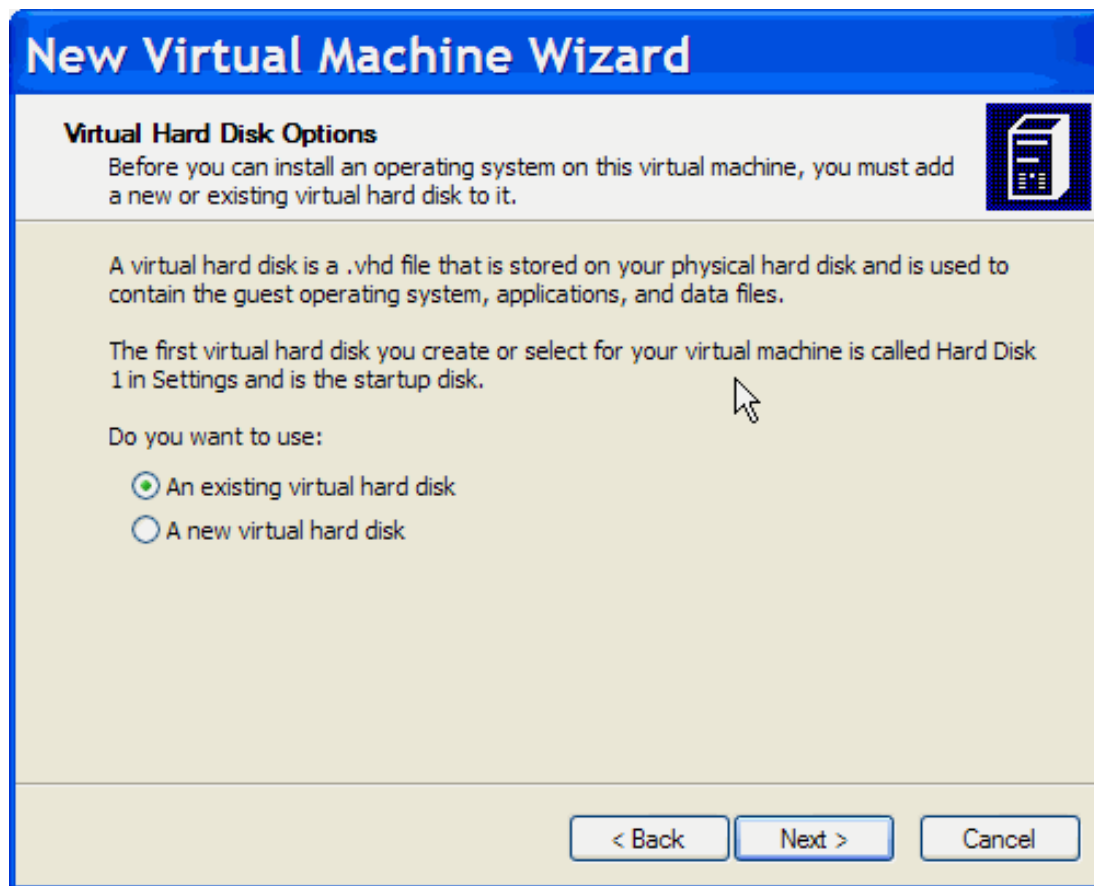 New Virtual Machine Wizard
Virtual Hard Disk Options
Before you can install an operating system on this virtual machine, you must add
a new or existing virtual hard disk to it.
A virtual hard disk is a .vhd file that is stored on your physical hard disk and is used to
contain the guest operating system, applications, and data files.
The first virtual hard disk you create or select for your virtual machine is called Hard Disk
1 in Settings and is the startup disk.
Do you want to use:
An existing virtual hard disk
A new virtual hard disk
< Back
Next >
Cancel